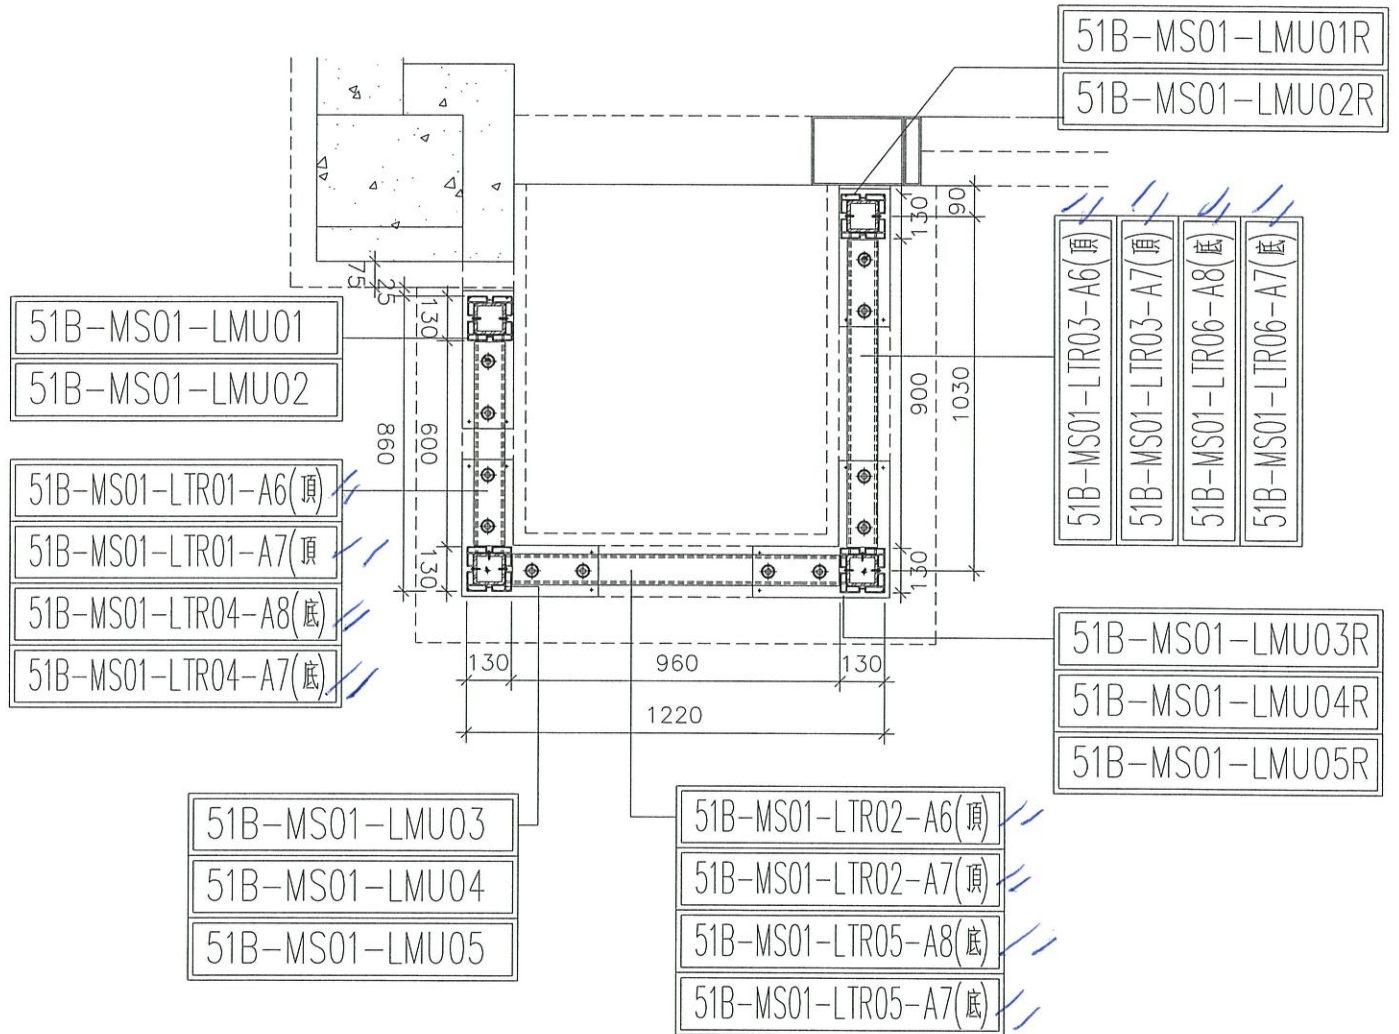 51B-MS01-LMU01R
51B-MS01-LMU02R
90
130
51B-MS01-LTR03-A6(頂)
51B-MS01-LTR03-A7(頂)
51B-MS01-LTR06-A8(底)
51B-MS01-LTR06-A7(底)
75
25
130
51B-MS01-LMU01
51B-MS01-LMU02
860
600
900
1030
51B-MS01-LTR01-A6(頂)
51B-MS01-LTR01-A7(頂
51B-MS01-LTR04-A8(底)
51B-MS01-LTR04-A7(底)
130
130
51B-MS01-LMU03R
51B-MS01-LMU04R
51B-MS01-LMU05R
130
960
130
1220
51B-MS01-LMU03
51B-MS01-LMU04
51B-MS01-LMU05
51B-MS01-LTR02-A6(頂)
51B-MS01-LTR02-A7(頂)
51B-MS01-LTR05-A8(底)
51B-MS01-LTR05-A7(底)